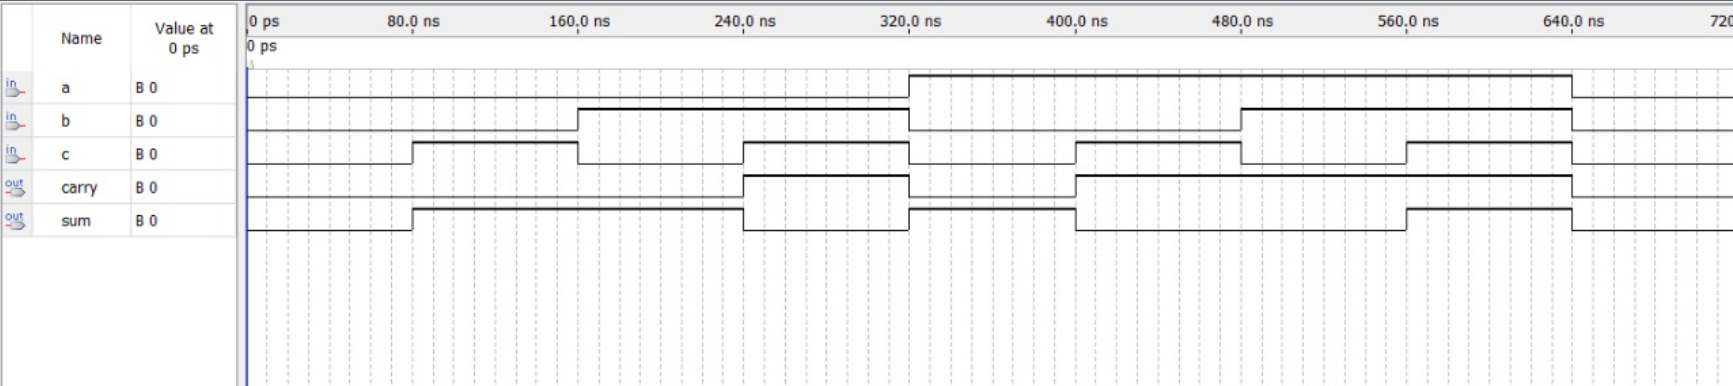 Name Value at 0 ps
0 ps 80.0 ns 160.0 ns 240.0 ns 320.0 ns 400.0 ns 480.0 ns 560.0 ns 640.0 ns 720
0 ps
in a B 0
in b B 0
in c B 0
out carry B 0
out sum B 0